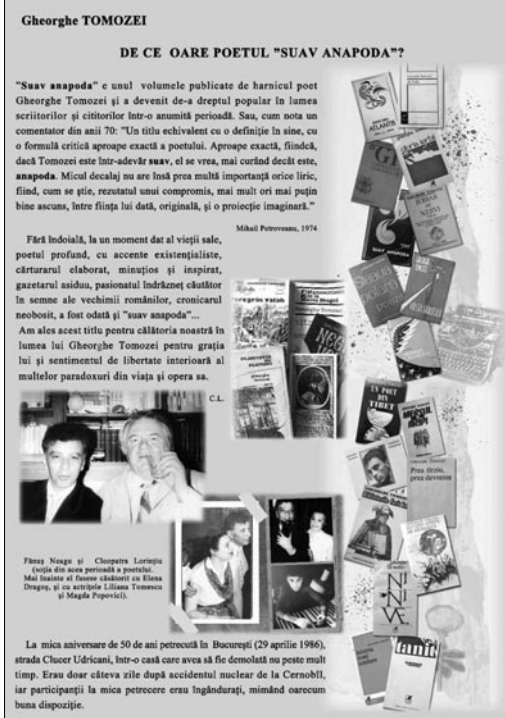 Gheorghe TOMOZEI
DE CE OARE POETUL ”SUAV ANAPODA”?
”Suav anapoda” e unul volumele publicate de harnicul poet
Gheorghe Tomozei şi a devenit de-a dreptul popular în lumea
scriitorilor şi cititorilor într-o anumită perioadă. Sau, cum nota un
comentator din anii 70: ”Un titlu echivalent cu o definiţie în sine, cu
o formulă critică aproape exactă a poetului. Aproape exactă, fiindcă,
dacă Tomozei este într-adevăr suav, el se vrea, mai curând decât este,
anapoda. Micul decalaj nu are însă prea multă importanţă orice liric,
fiind, cum se ştie, rezutatul unui compromis, mai mult ori mai puţin
bine ascuns, între fiinţa lui dată, originală, şi o proiecţie imaginară.”
Mihail Petroveanu, 1974
Fără îndoială, la un moment dat al vieţii sale,
poetul profund, cu accente existenţialiste,
cărturarul elaborat, minuţios şi inspirat,
gazetarul asiduu, pasionatul îndrăzneţ căutător
în semne ale vechimii românilor, cronicarul
neobosit, a fost odată şi ”suav anapoda”...
Am ales acest titlu pentru călătoria noastră în
lumea lui Gheorghe Tomozei pentru graţia
lui şi sentimentul de libertate interioară al
multelor paradoxuri din viaţa şi opera sa.
C.L.
ATLANTIS
UN POET
DIN
TIBET
Prea tîrziu,
prea devreme
NINIVA
Fănuş Neagu şi Cleopatra Lorinţiu
(soţia din acea perioadă a poetului.
Mai înainte el fusese căsătorit cu Elena
Dragoş, şi cu actriţele Liliana Tomescu
şi Magda Popovici).
La mica aniversare de 50 de ani petrecută în Bucureşti (29 aprilie 1986),
strada Clucer Udricani, într-o casă care avea să fie demolată nu peste mult
timp. Erau doar câteva zile după accidentul nuclear de la Cernobîl,
iar participanţii la mica petrecere erau îngânduraţi, mimând oarecum
buna dispoziţie.